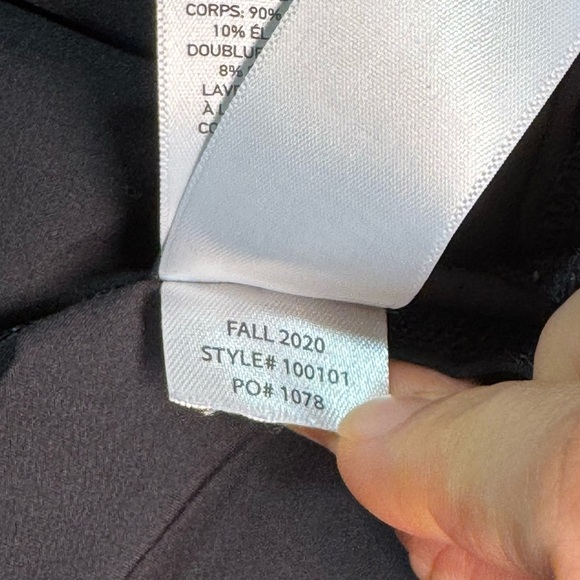 CORPS: 90%
10% ÉL
DOUBLU
8%
LAV
À L
CO
FALL 2020
STYLE# 100101
PO# 1078